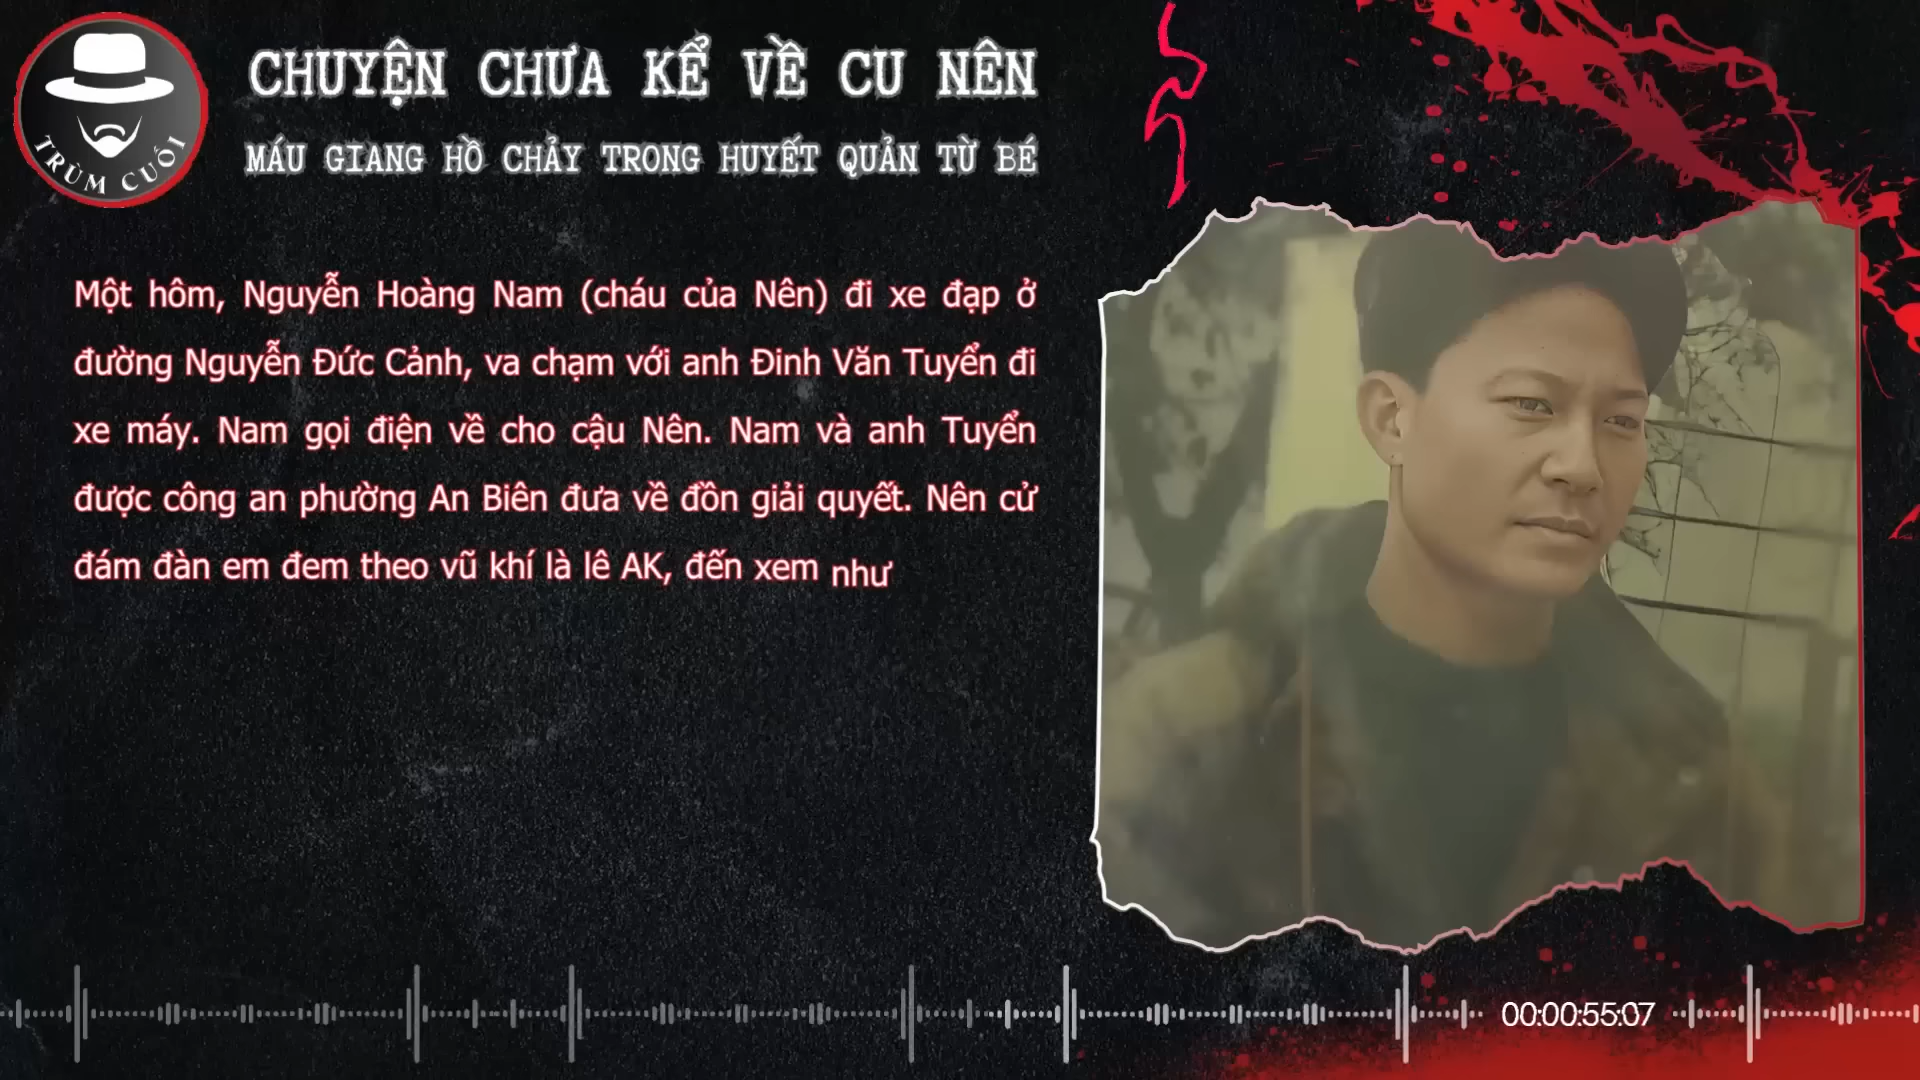 TRÙM CUỐI
CHUYỆN CHƯA KỂ VỀ CU NÊN
MÁU GIANG HỒ CHẢY TRONG HUYẾT QUẢN TỪ BÉ
Một hôm, Nguyễn Hoàng Nam (cháu của Nên) đi xe đạp ở
đường Nguyễn Đức Cảnh, va chạm với anh Đinh Văn Tuyển đi
xe máy. Nam gọi điện về cho cậu Nên. Nam và anh Tuyển
được công an phường An Biên đưa về đồn giải quyết. Nên cử
đám đàn em đem theo vũ khí là lê AK, đến xem như
00:00:55:07